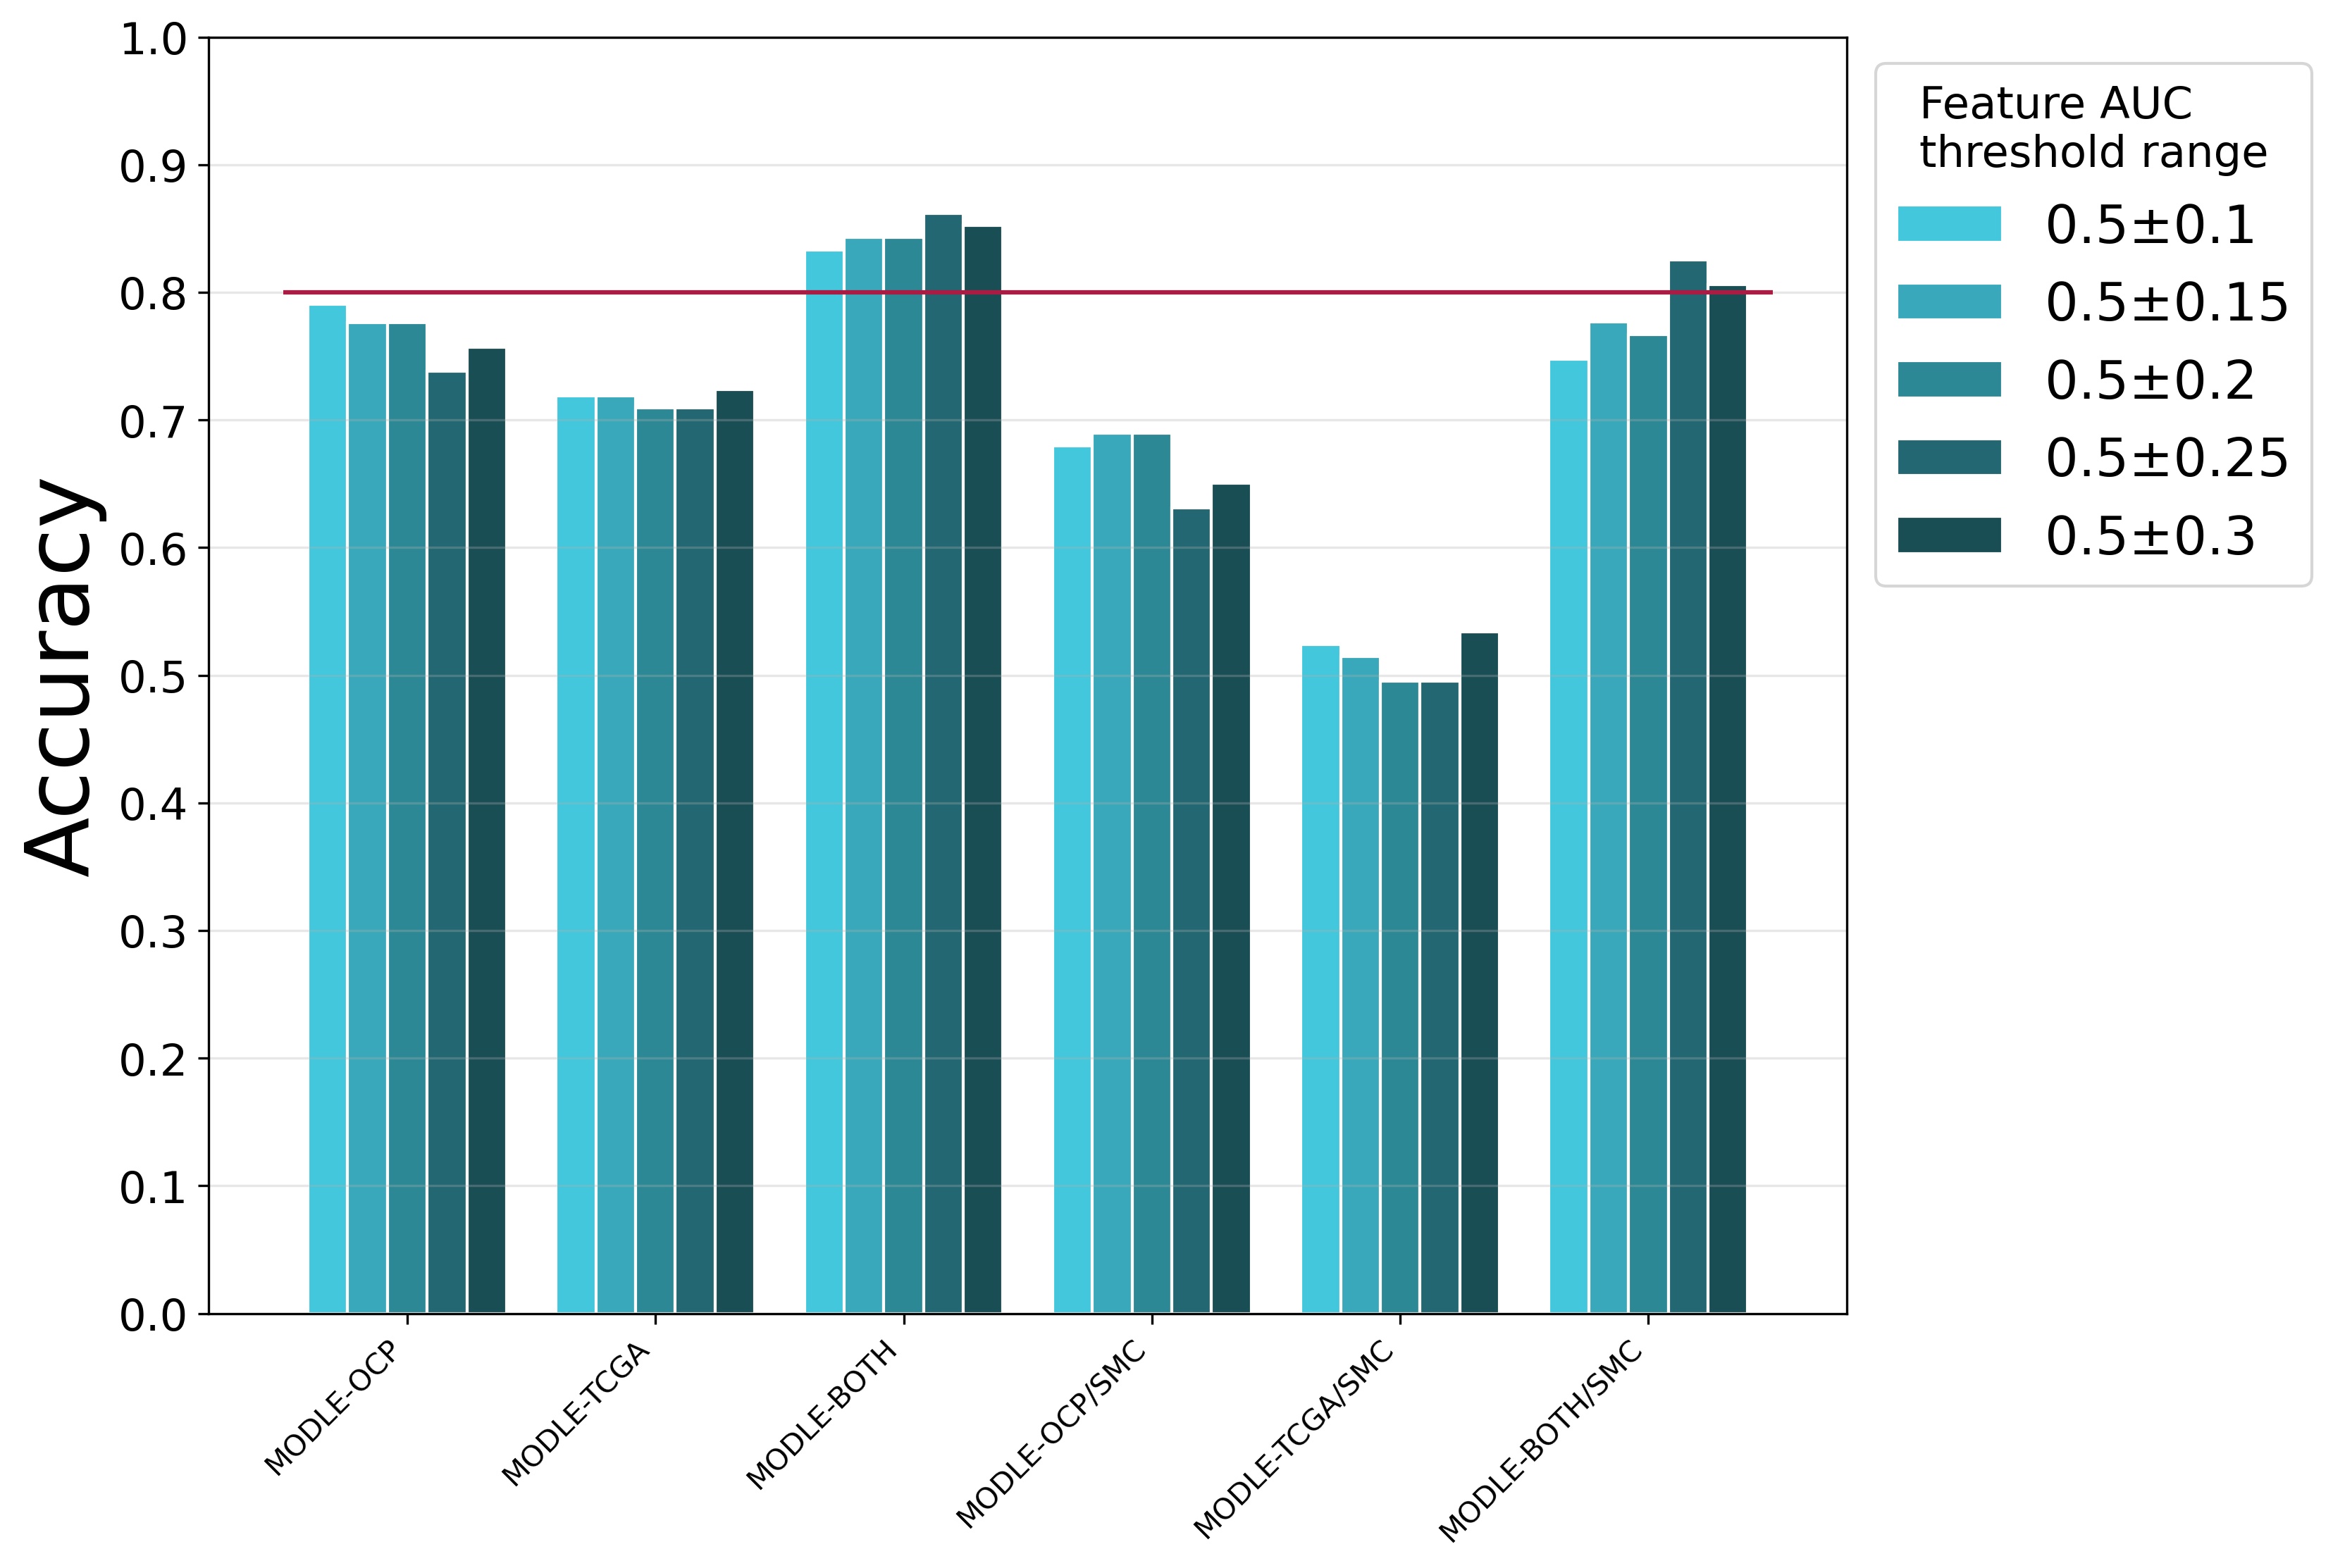 1.0
0.9
0.8
0.7
0.6
0.5
0.4
0.3
0.2
0.1
0.0
Accuracy
MODLE-OCP
MODLE-TCGA
MODLE-BOTH
MODLE-OCP/SMC
MODLE-TCGA/SMC
MODLE-BOTH/SMC
Feature AUC
threshold range
0.5±0.1
0.5±0.15
0.5±0.2
0.5±0.25
0.5±0.3